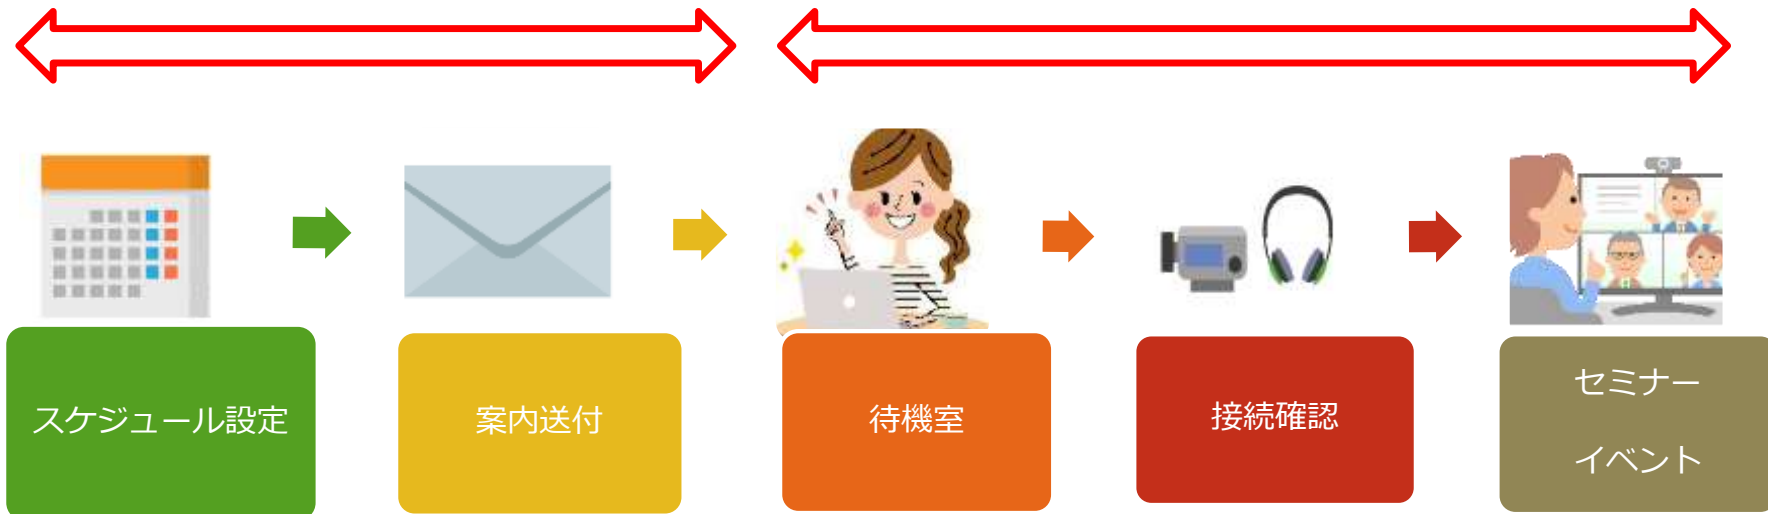 スケジュール設定
案内送付
待機室
接続確認
セミナー
イベント